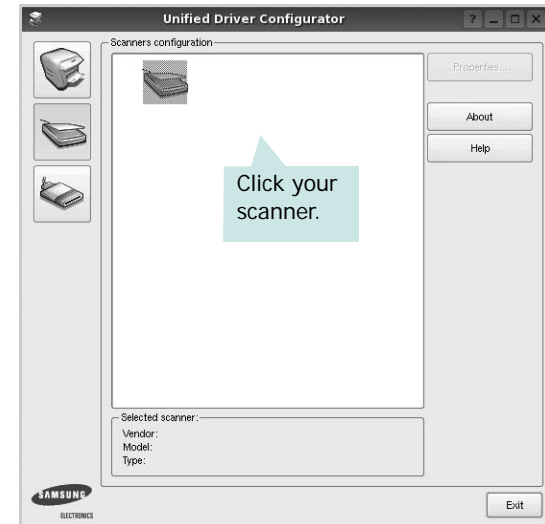 Unified Driver Configurator
?
Scanners configuration
Properties...
About
Help
Click your
scanner.
Selected scanner:
Vendor:
Model:
Type:
SAMSUNG
ELECTRONICS
Exit